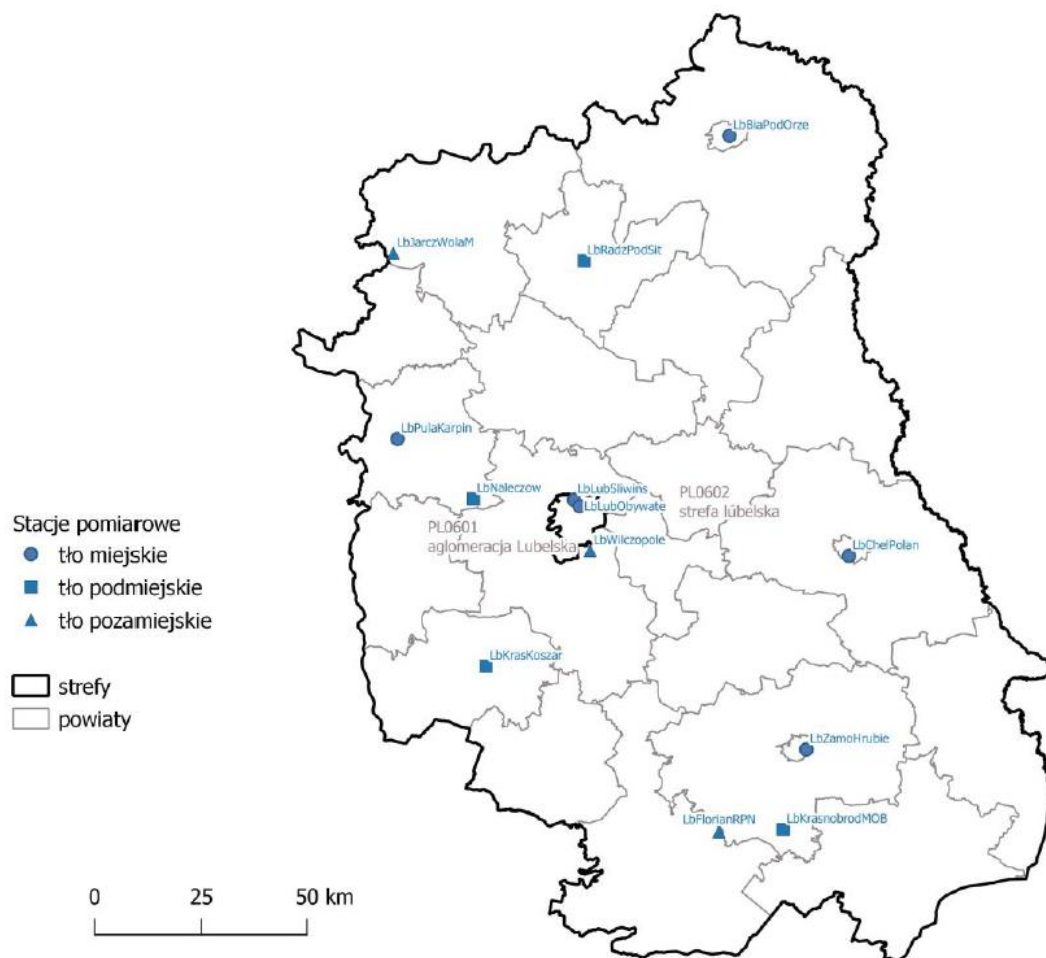 LbBiaPodOrze
LbJarczWolaM
LbRadzPodSit
LbPulaKarpin
LbNaleczow
LbLubSliwins
LbLubObywate
PL0602
strefa lubelska
PL0601
aglomeracja Lubelska
LbWilczopole
LbChelPolan
Stacje pomiarowe
tło miejskie
tło podmiejskie
tło pozamiejskie
strefy
powiaty
LbKrasKoszar
LbZamoHrubie
LbFlorianRPN
LbKrasnobrodMOB
0 25 50 km